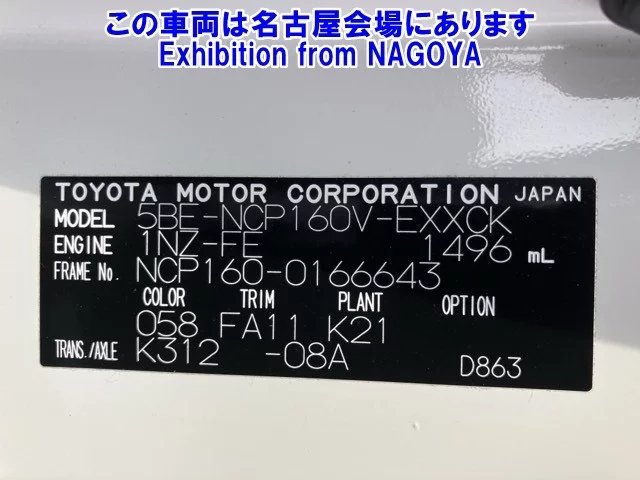 この車両は名古屋会場にあります
Exhibition from NAGOYA
TOYOTA MOTOR CORPORATION JAPAN
MODEL 5BE-NCP160V-EXXCK
ENGINE 1NZ-FE 1496 mL
FRAME No. NCP160-0166643
COLOR TRIM PLANT OPTION
058 FA11 K21
TRANS./AXLE K312 -08A D863